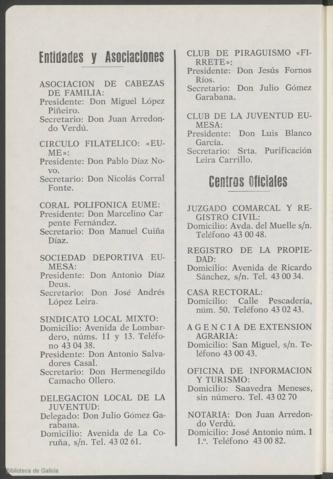 Entidades y Asociaciones
ASOCIACION DE CABEZAS
DE FAMILIA:
Presidente: Don Miguel López
Piñeiro.
Secretario: Don Juan Arredon-
do Verdú.
CIRCULO FILATELICO: «EU-
ME»:
Presidente: Don Pablo Díaz No-
vo.
Secretario: Don Nicolás Corral
Fonte.
CORAL POLIFONICA EUME:
Presidente: Don Marcelino Car
pente Fernández.
Secretario: Don Manuel Cuiña
Díaz.
SOCIEDAD DEPORTIVA EU-
MESA:
Presidente: Don Antonio Díaz
Deus.
Secretario: Don José Andrés
López Leira.
SINDICATO LOCAL MIXTO:
Domicilio: Avenida de Lombar-
dero, núms. 11 y 13. Teléfo-
no 43 04 38.
Presidente: Don Antonio Salva-
dores Casal.
Secretario: Don Hermenegildo
Camacho Ollero.
DELEGACION LOCAL DE LA
JUVENTUD:
Delegado: Don Julio Gómez Ga-
rabana.
Domicilio: Avenida de La Co-
ruña, s/n. Tel. 43 02 61.
CLUB DE PIRAGUISMO «FI-
RRETE»:
Presidente: Don Jesús Fornos
Ríos.
Secretario: Don Julio Gómez
Garabana.
CLUB DE LA JUVENTUD EU-
MESA:
Presidente: Don Luis Blanco
García.
Secretario: Srta. Purificación
Leira Carrillo.
Centros Oficiales
JUZGADO COMARCAL Y RE-
GISTRO CIVIL:
Domicilio: Avda. del Muelle s/n.
Teléfono 43 00 48.
REGISTRO DE LA PROPIE-
DAD:
Domicilio: Avenida de Ricardo
Sánchez, s/n. Tel. 43 00 34.
CASA RECTORAL:
Domicilio: Calle Pescadería,
núm. 50. Teléfono 43 02 43.
AGENCIA DE EXTENSION
AGRARIA:
Domicilio: San Miguel, s/n. Te-
léfono 43 00 43.
OFICINA DE INFORMACION
Y TURISMO:
Domicilio: Saavedra Meneses,
sin número. Tel. 43 02 70
NOTARIA: Don Juan Arredon-
do Verdú.
Domicilio: José Antonio núm. 1
1.°. Teléfono 43 00 82.
Biblioteca de Galicia